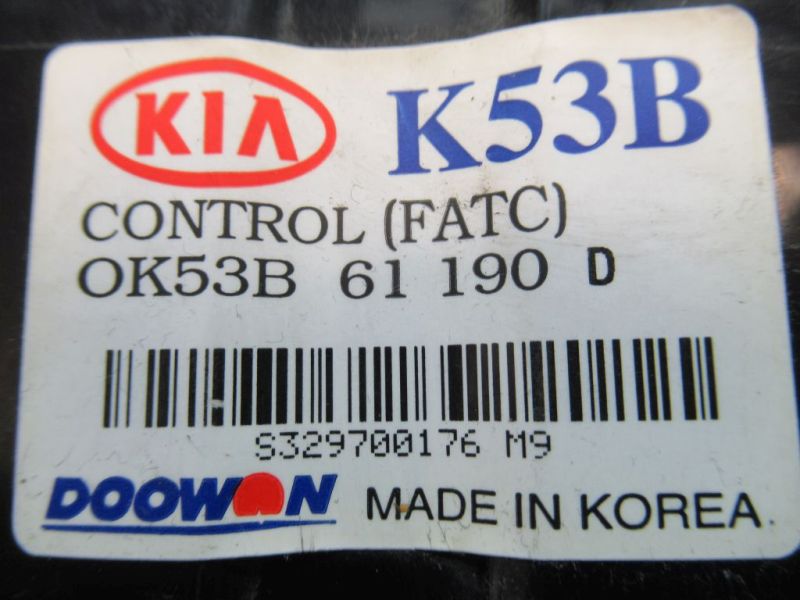 KIA K53B
CONTROL (FATC)
OK53B 61 190 D
S329700176 M9
DOOWON MADE IN KOREA